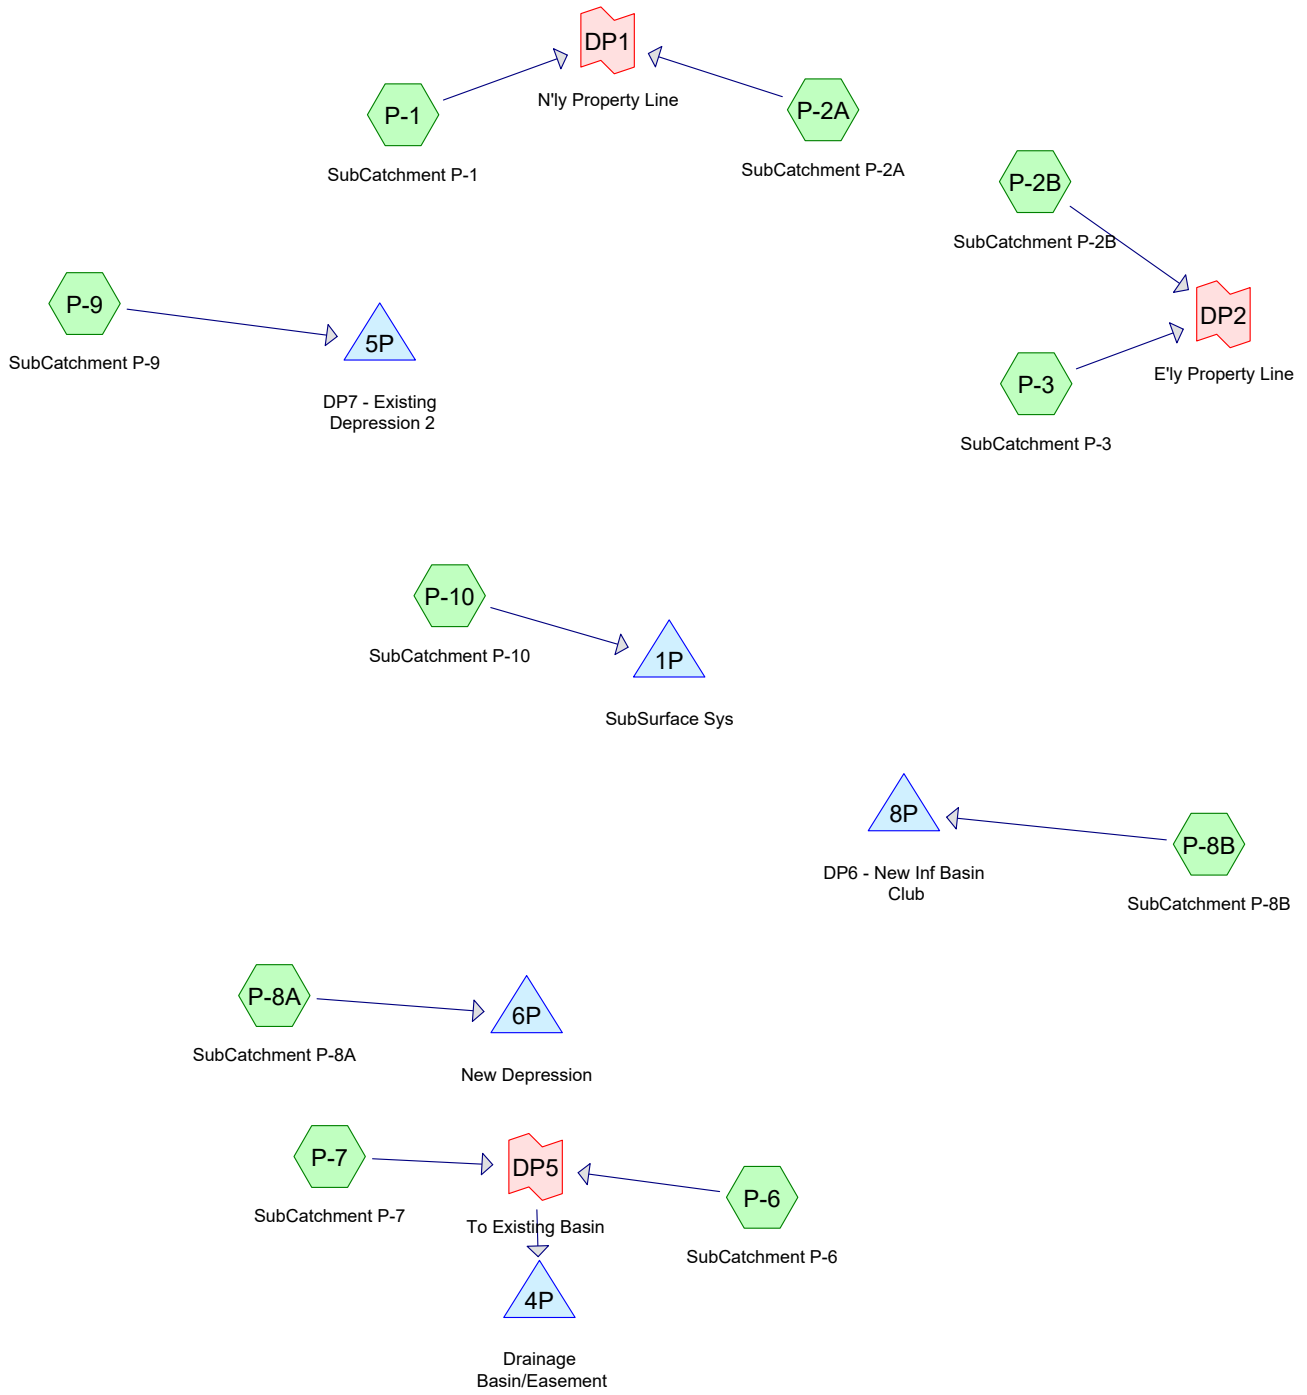 DP1
N'ly Property Line
P-1
SubCatchment P-1
P-2A
SubCatchment P-2A
P-2B
SubCatchment P-2B
P-9
SubCatchment P-9
5P
DP7 - Existing
Depression 2
DP2
E'ly Property Line
P-3
SubCatchment P-3
P-10
SubCatchment P-10
1P
SubSurface Sys
8P
DP6 - New Inf Basin
Club
P-8B
SubCatchment P-8B
P-8A
SubCatchment P-8A
6P
New Depression
P-7
SubCatchment P-7
DP5
To Existing Basin
P-6
SubCatchment P-6
4P
Drainage
Basin/Easement